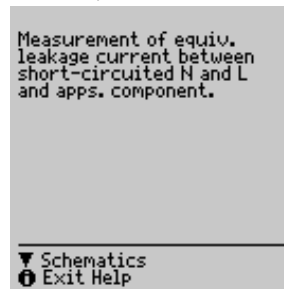 Measurement of equiv.
leakage current between
short-circuited N and L
and apps. component.
▼ Schematics
Exit Help